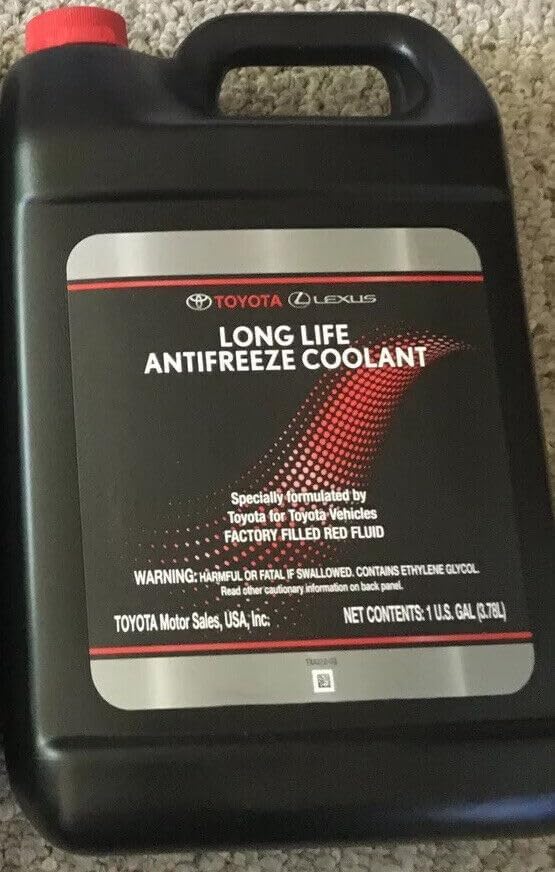 TOYOTA LEXUS
LONG LIFE
ANTIFREEZE COOLANT
Specially formulated by
Toyota for Toyota Vehicles
FACTORY FILLED RED FLUID
WARNING: HARMFUL OR FATAL IF SWALLOWED. CONTAINS ETHYLENE GLYCOL.
Read other cautionary information on back panel.
TOYOTA Motor Sales, USA, Inc.
NET CONTENTS: 1 U.S. GAL (3.78L)